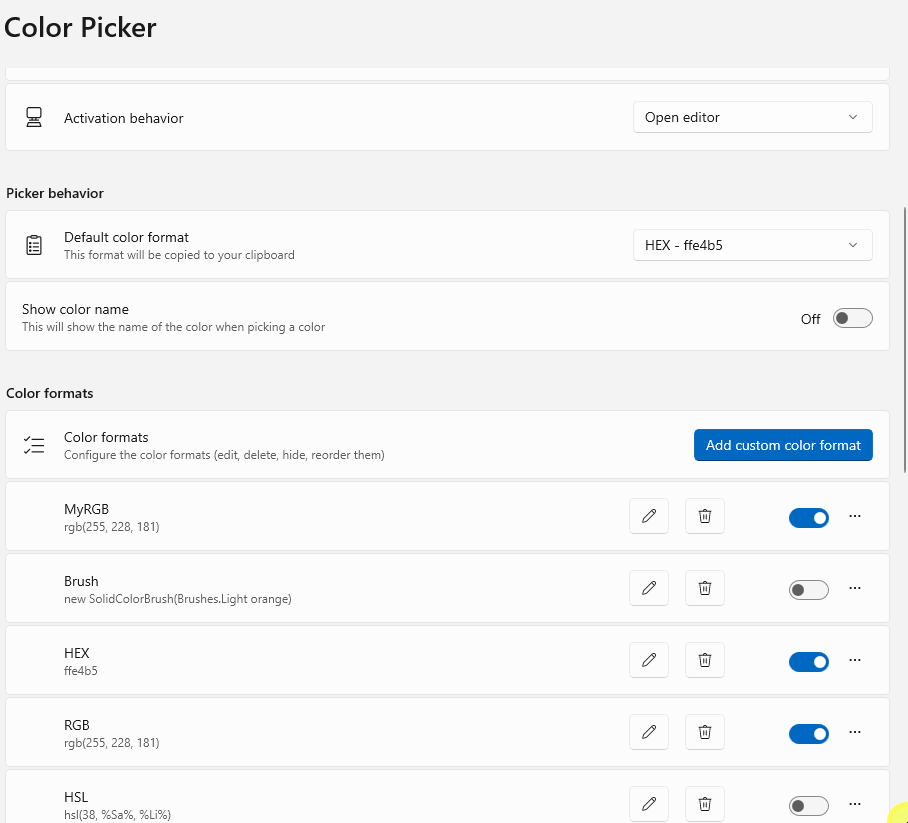 Color Picker
Activation behavior
Open editor
Picker behavior
Default color format
This format will be copied to your clipboard
HEX - ffe4b5
Show color name
This will show the name of the color when picking a color
Off
Color formats
Color formats
Configure the color formats (edit, delete, hide, reorder them)
Add custom color format
MyRGB
rgb(255, 228, 181)
Brush
new SolidColorBrush(Brushes.Light orange)
HEX
ffe4b5
RGB
rgb(255, 228, 181)
HSL
hsl(38, %Sa%, %Li%)